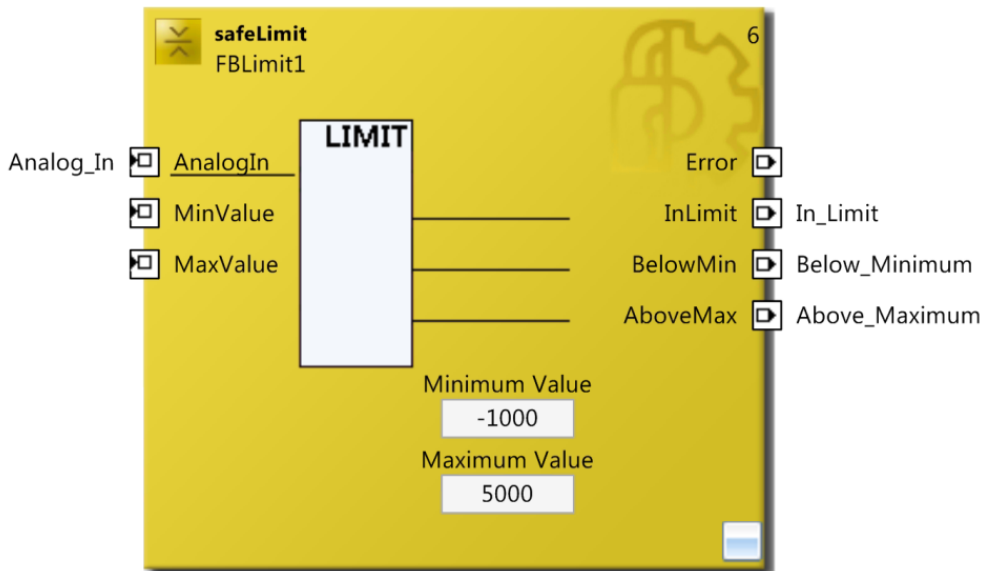 safeLimit
6
FBLimit1
LIMIT
Analog_In
AnalogIn
Error
MinValue
InLimit
In_Limit
MaxValue
BelowMin
Below_Minimum
AboveMax
Above_Maximum
Minimum Value
-1000
Maximum Value
5000